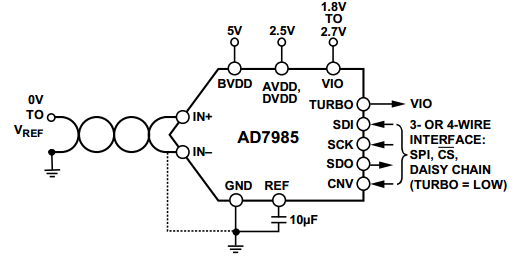 1.8V
TO
2.7V
5V
2.5V
BVDD
AVDD,
DVDD
VIO
0V
TO
VREF
IN+
IN–
AD7985
TURBO
SDI
SCK
SDO
CNV
VIO
3- OR 4-WIRE
INTERFACE:
SPI, C̅S̅,
DAISY CHAIN
(TURBO = LOW)
GND
REF
10µF